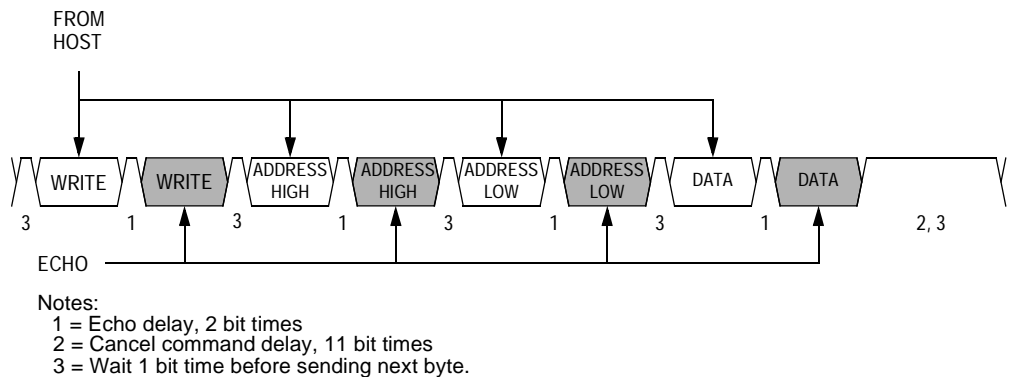 FROM
HOST
WRITE
WRITE
ADDRESS
HIGH
ADDRESS
HIGH
ADDRESS
LOW
ADDRESS
LOW
DATA
DATA
3 1 3 1 3 1 3 1 2, 3
ECHO
Notes:
1 = Echo delay, 2 bit times
2 = Cancel command delay, 11 bit times
3 = Wait 1 bit time before sending next byte.